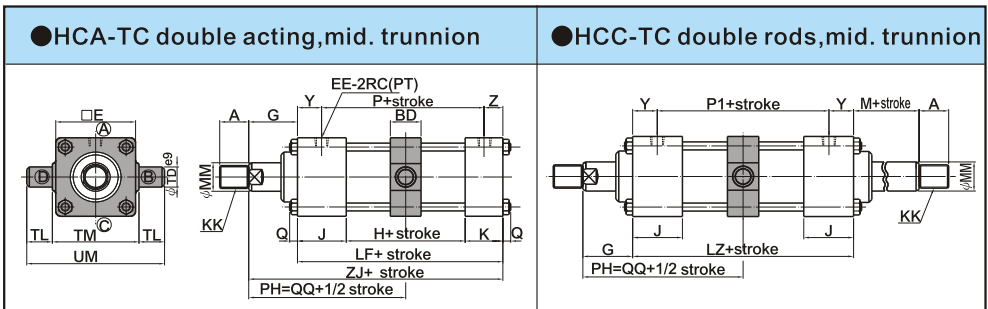 ●HCA-TC double acting,mid. trunnion
●HCC-TC double rods,mid. trunnion
EE-2RC(PT)
□E
A
G
Y
P+stroke
Z
BD
A
D
B
C
ϕTDe9
ϕMM
KK
Q
J
H+ stroke
K
Q
TL
TM
TL
UM
LF+ stroke
ZJ+ stroke
PH=QQ+1/2 stroke
Y
P1+stroke
Y
M+stroke
A
ϕMM
KK
J
J
G
LZ+stroke
PH=QQ+1/2 stroke